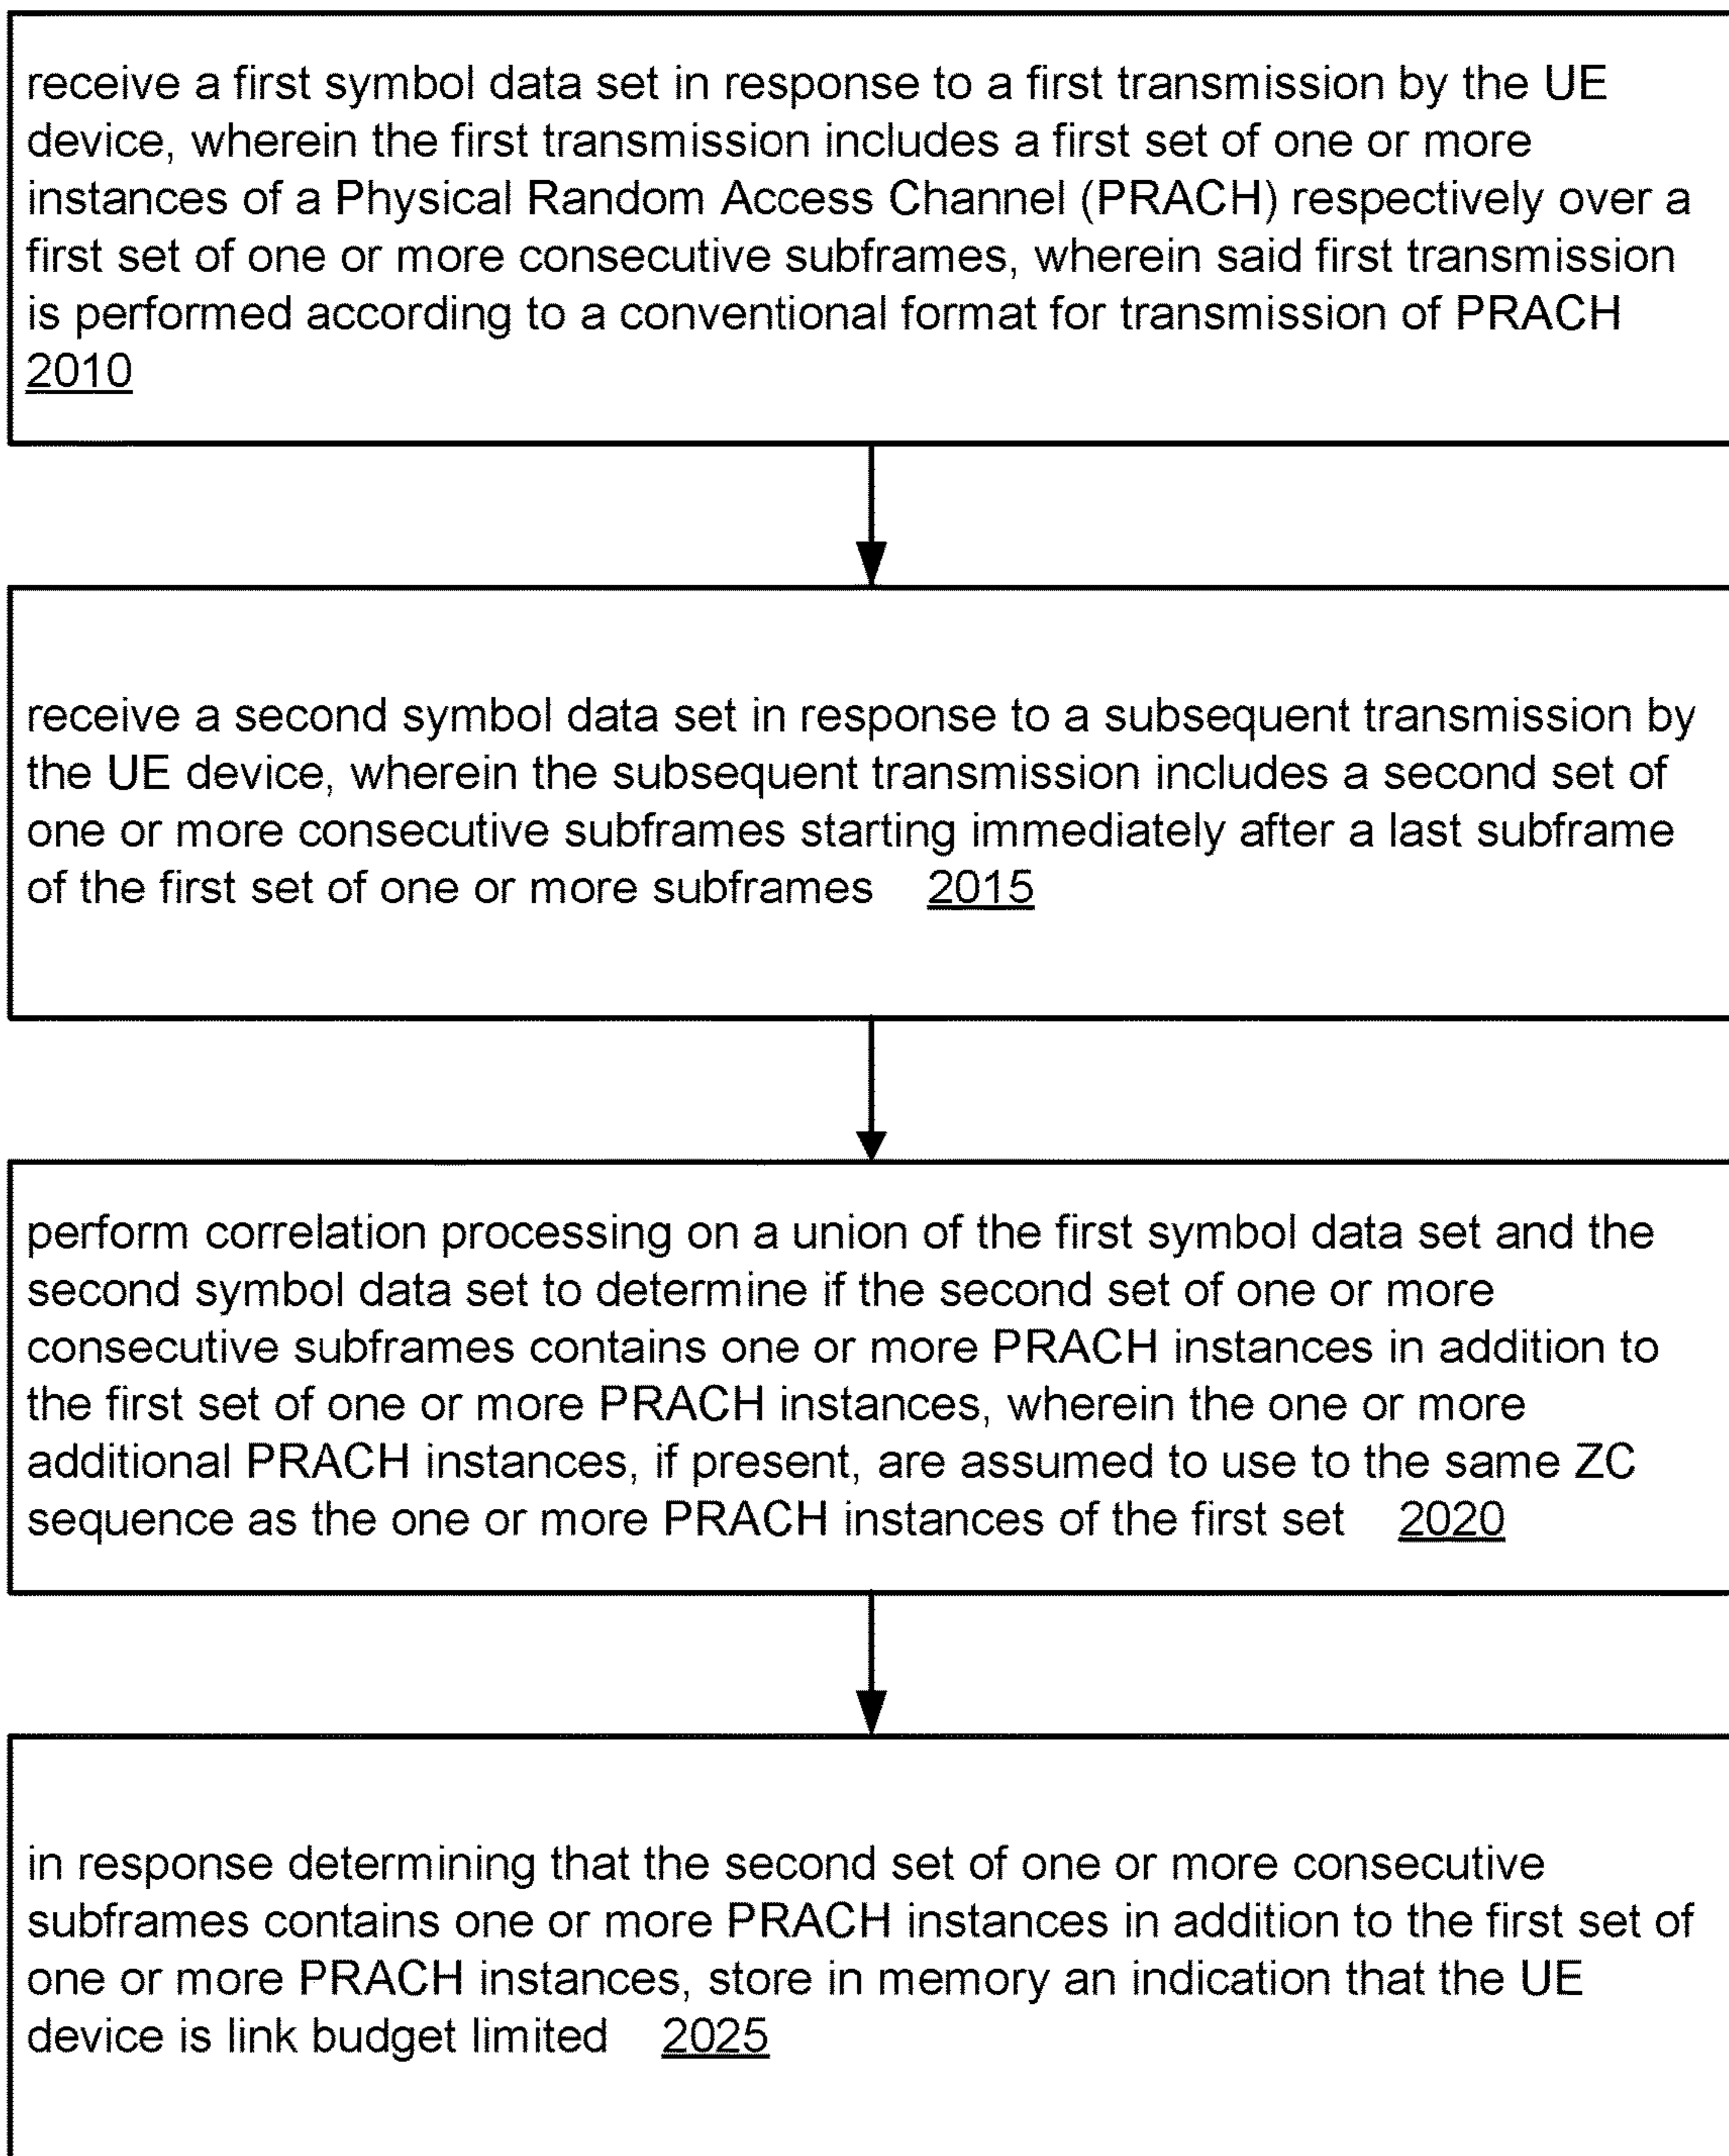 receive a first symbol data set in response to a first transmission by the UE
device, wherein the first transmission includes a first set of one or more
instances of a Physical Random Access Channel (PRACH) respectively over a
first set of one or more consecutive subframes, wherein said first transmission
is performed according to a conventional format for transmission of PRACH
2010
receive a second symbol data set in response to a subsequent transmission by
the UE device, wherein the subsequent transmission includes a second set of
one or more consecutive subframes starting immediately after a last subframe
of the first set of one or more subframes 2015
perform correlation processing on a union of the first symbol data set and the
second symbol data set to determine if the second set of one or more
consecutive subframes contains one or more PRACH instances in addition to
the first set of one or more PRACH instances, wherein the one or more
additional PRACH instances, if present, are assumed to use to the same ZC
sequence as the one or more PRACH instances of the first set 2020
in response determining that the second set of one or more consecutive
subframes contains one or more PRACH instances in addition to the first set of
one or more PRACH instances, store in memory an indication that the UE
device is link budget limited 2025